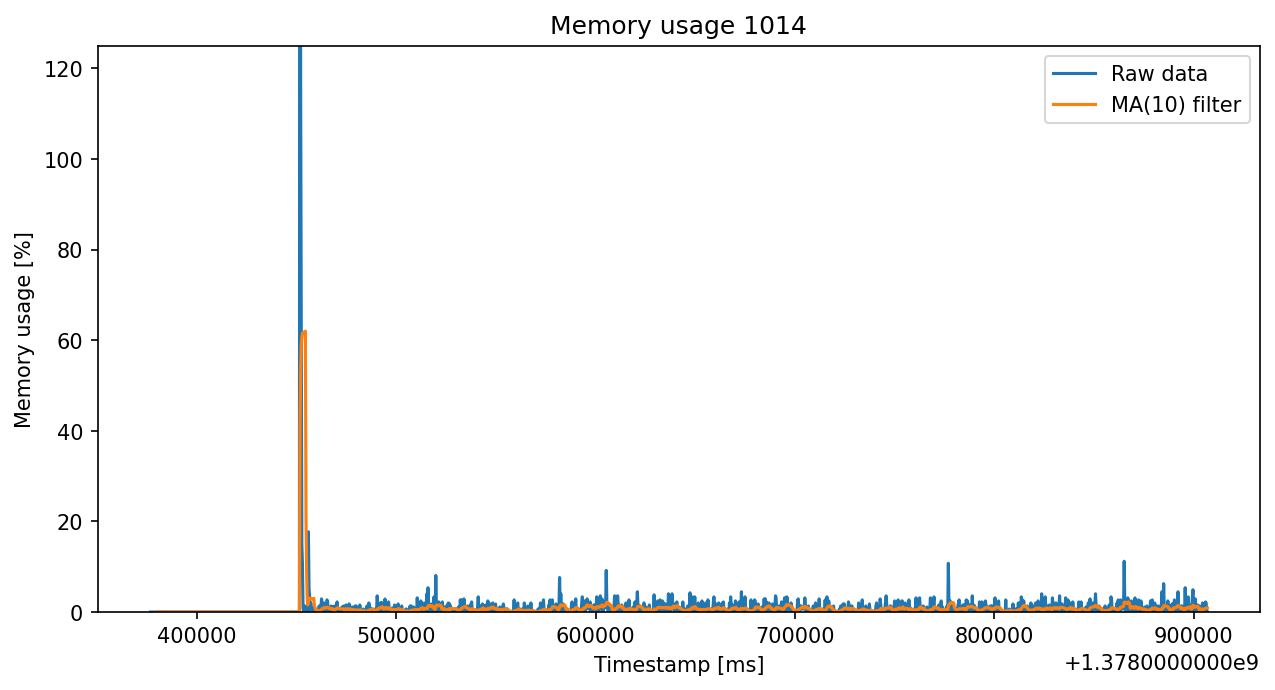 Memory usage 1014
Raw data
MA(10) filter
Memory usage [%]
120
100
80
60
40
20
0
400000 500000 600000 700000 800000 900000
Timestamp [ms]
+1.3780000000e9